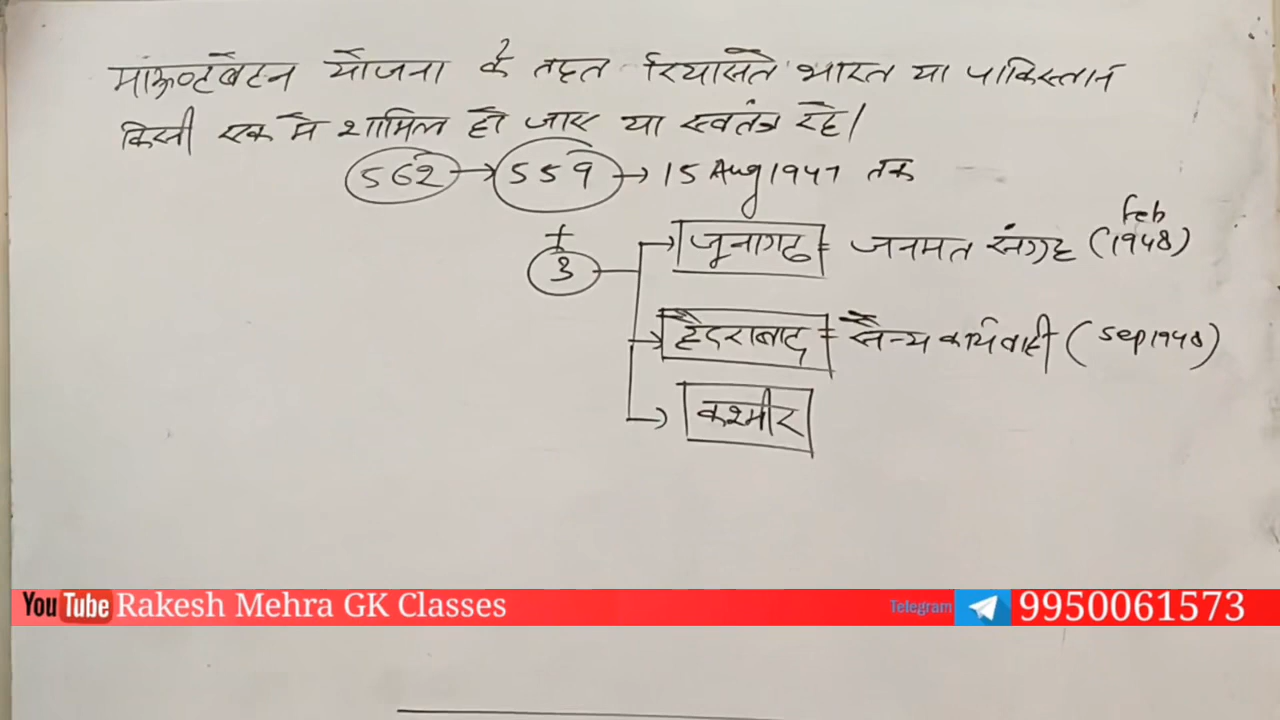 माऊण्टबेटन योजना के तहत रियासते भारत या पाकिस्तान
किसी एक मे शामिल हो जाए या स्वतंत्र रहे।
562 → 559 → 15 Aug 1947 तक
+
3
जूनागढ = जनमत संग्रह (Feb 1948)
हैदराबाद = सैन्य कार्यवाही (Sep 1948)
कश्मीर
YouTube Rakesh Mehra GK Classes
Telegram 9950061573